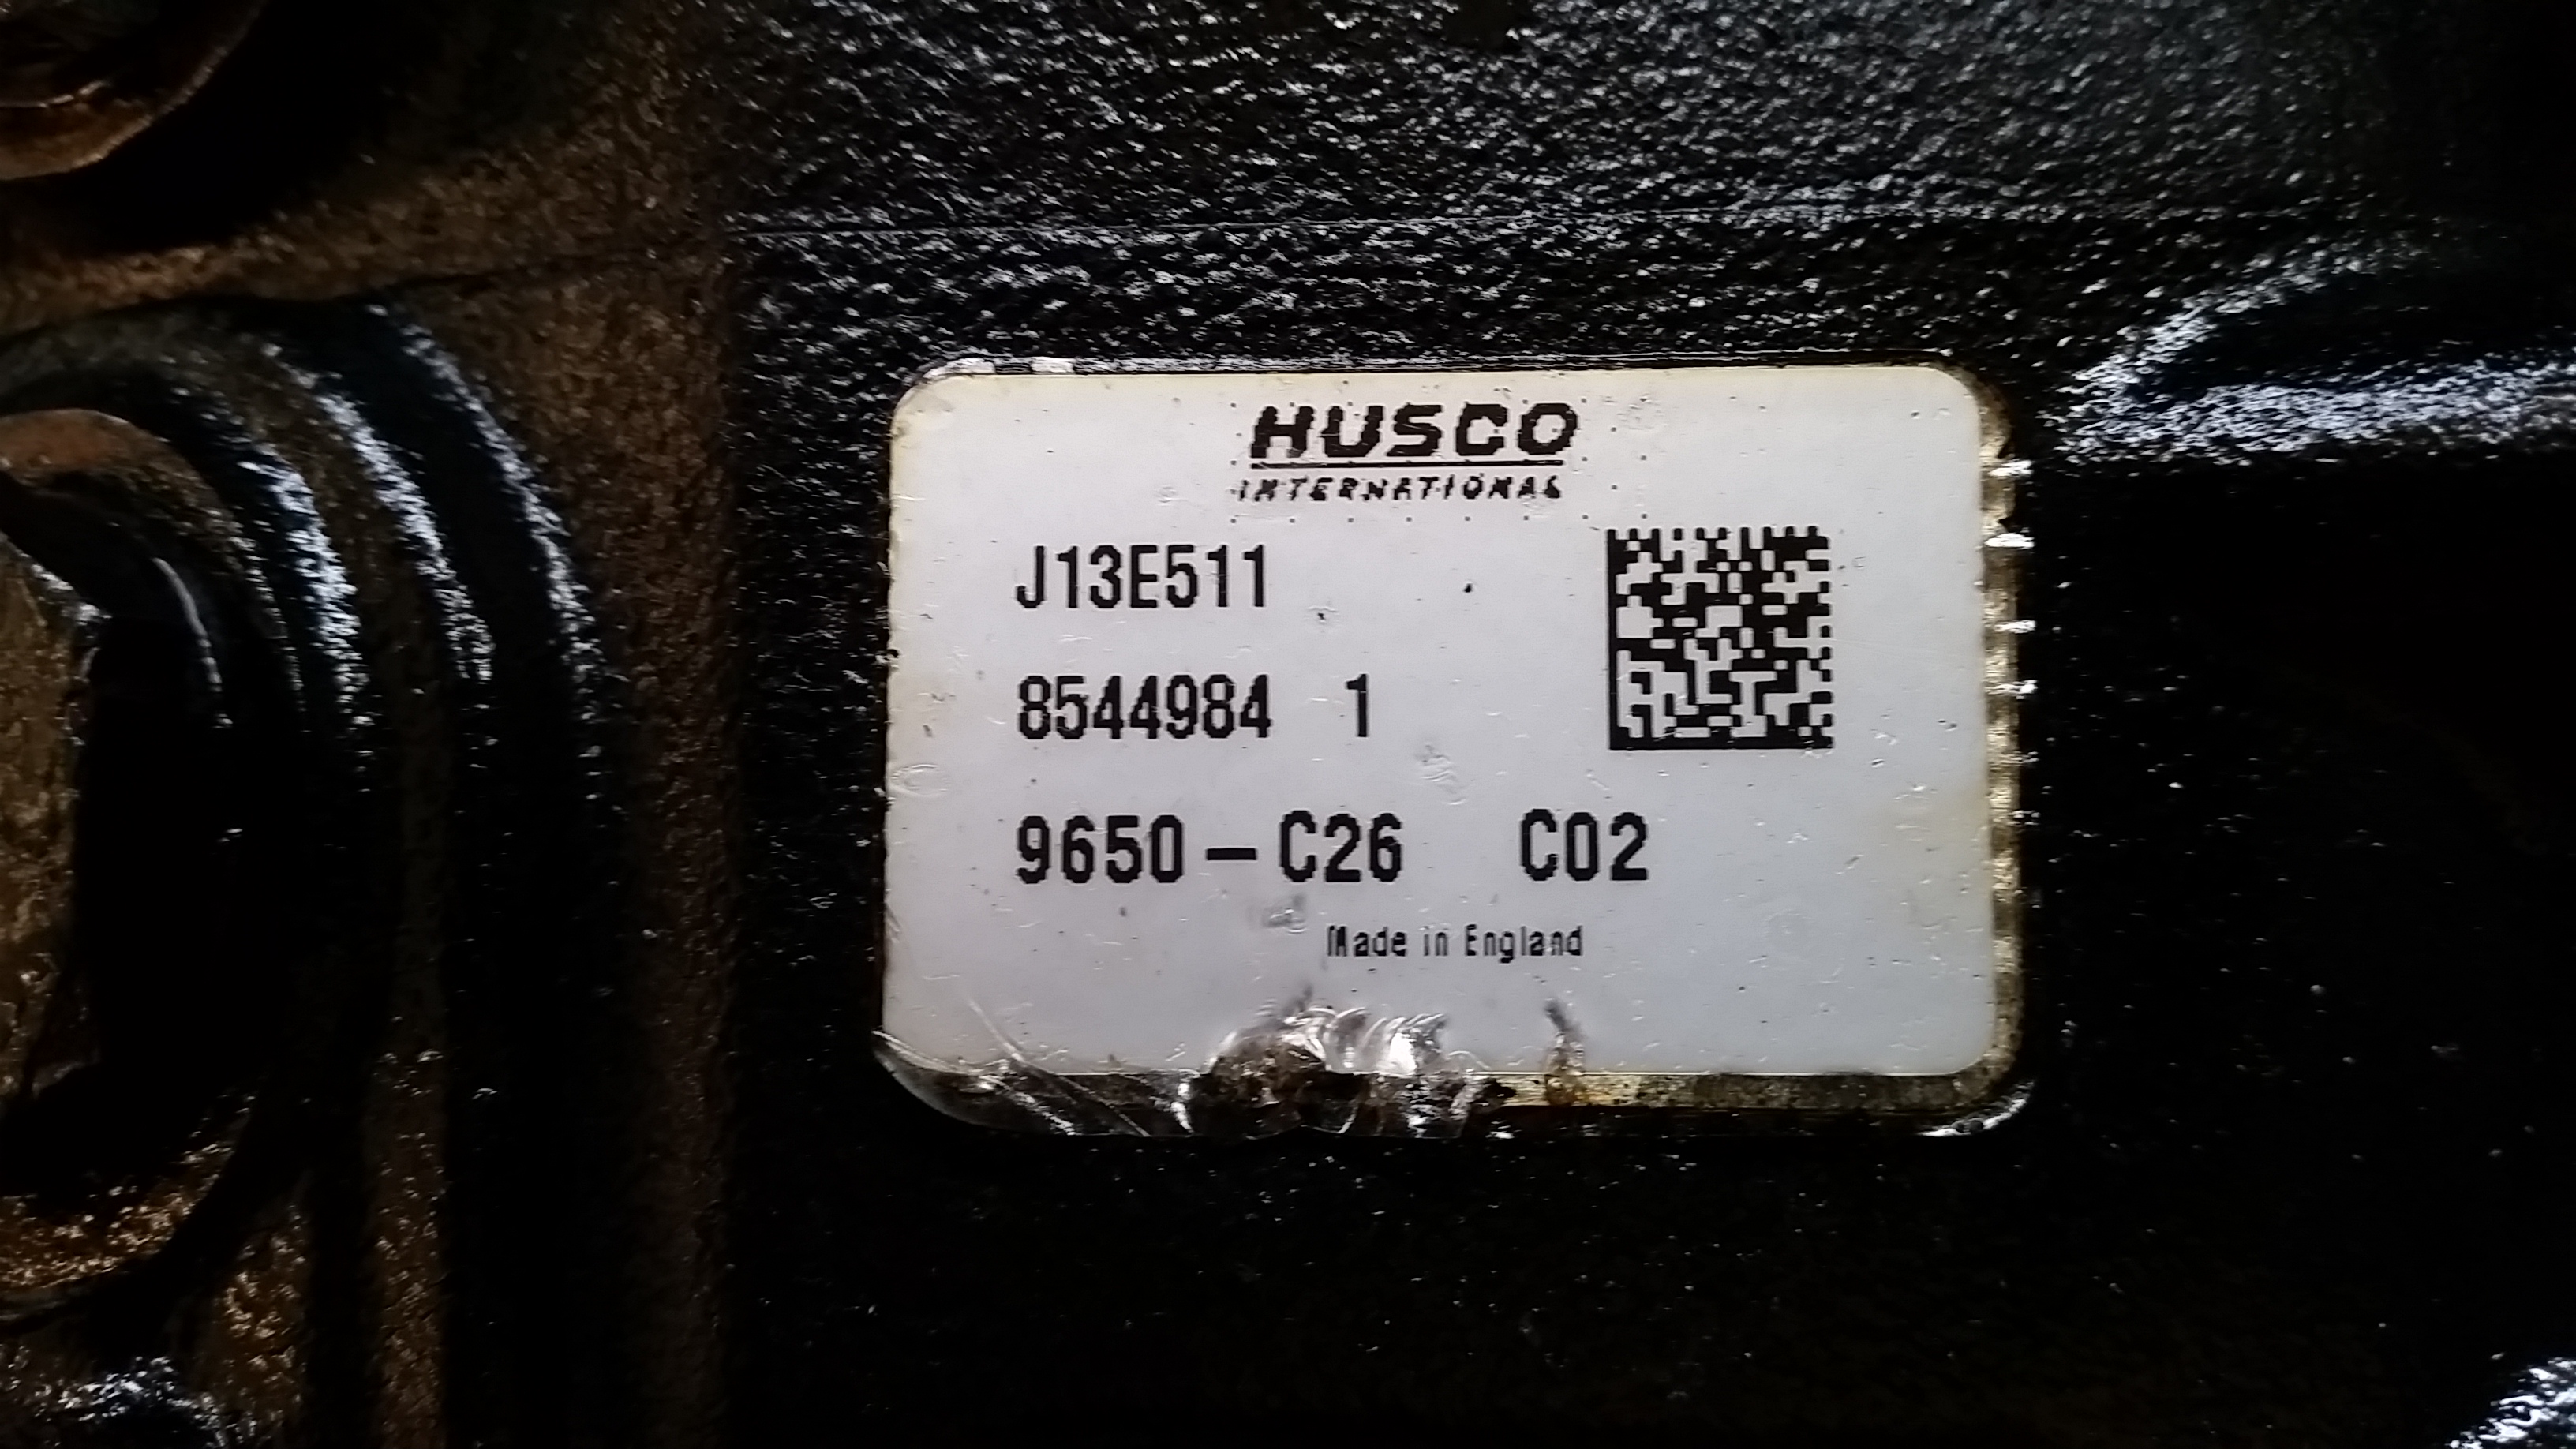 HUSCO
INTERNATIONAL
J13E511
8544984 1
9650-C26 C02
Made in England